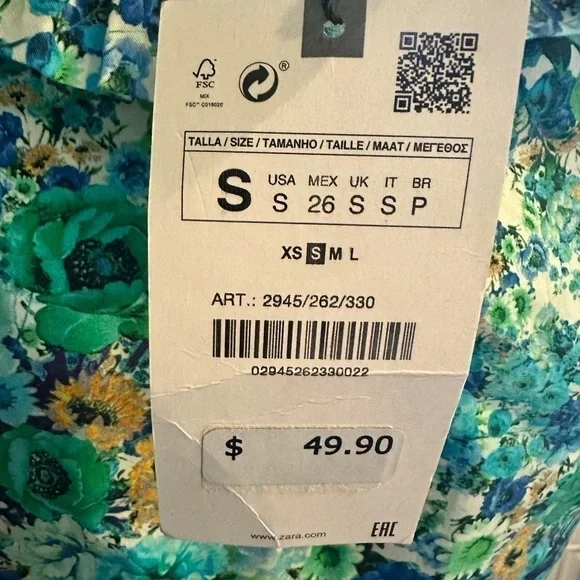 FSC
MIX
FSC™ C018020
®
TALLA / SIZE / TAMANHO / TAILLE / MAAT / ΜΕΓΕΘΟΣ
S
USA MEX UK IT BR
S 26 S S P
XS S M L
ART.: 2945/262/330
02945262330022
$ 49.90
www.zara.com
EAC